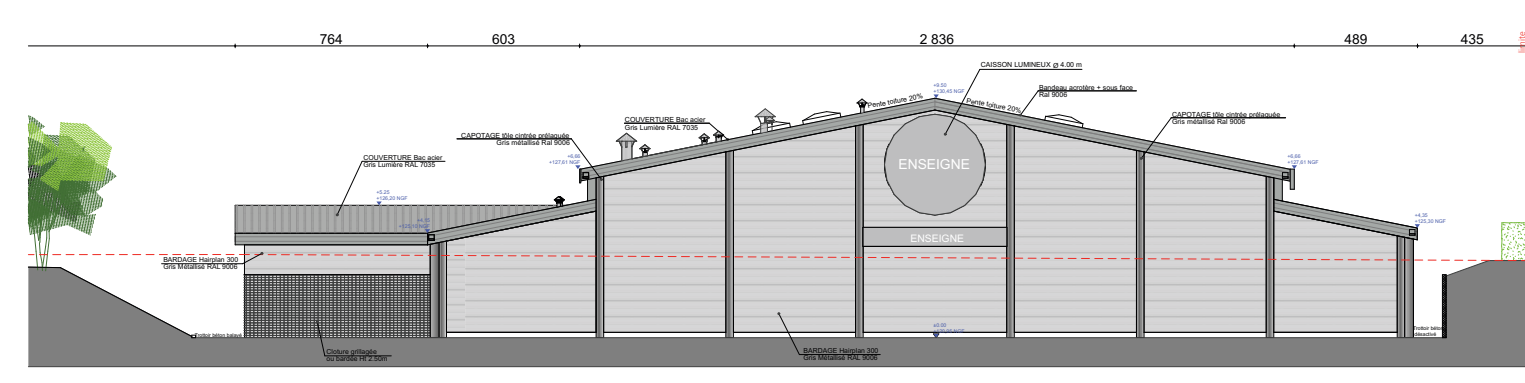 764
603
2 836
489
435
limite
CAISSON LUMINEUX ø 4.00 m
+9.50
+130,45 NGF
Bandeau acrotère + sous face
Ral 9006
Pente toiture 20%
Pente toiture 20%
COUVERTURE Bac acier
Gris Lumière RAL 7035
CAPOTAGE tôle cintrée prélaquée
Gris métallisé Ral 9006
CAPOTAGE tôle cintrée prélaquée
Gris métallisé Ral 9006
COUVERTURE Bac acier
Gris Lumière RAL 7035
+6.66
+127,61 NGF
+6.66
+127,61 NGF
ENSEIGNE
+5.25
+126,20 NGF
+4.35
+125,30 NGF
ENSEIGNE
BARDAGE Hairplan 300
Gris Métallisé RAL 9006
Trottoir béton balayé
+0.00
Trottoir béton
désactivé
Cloture grillagée
ou bardée Ht 2.50m
BARDAGE Hairplan 300
Gris Métallisé RAL 9006